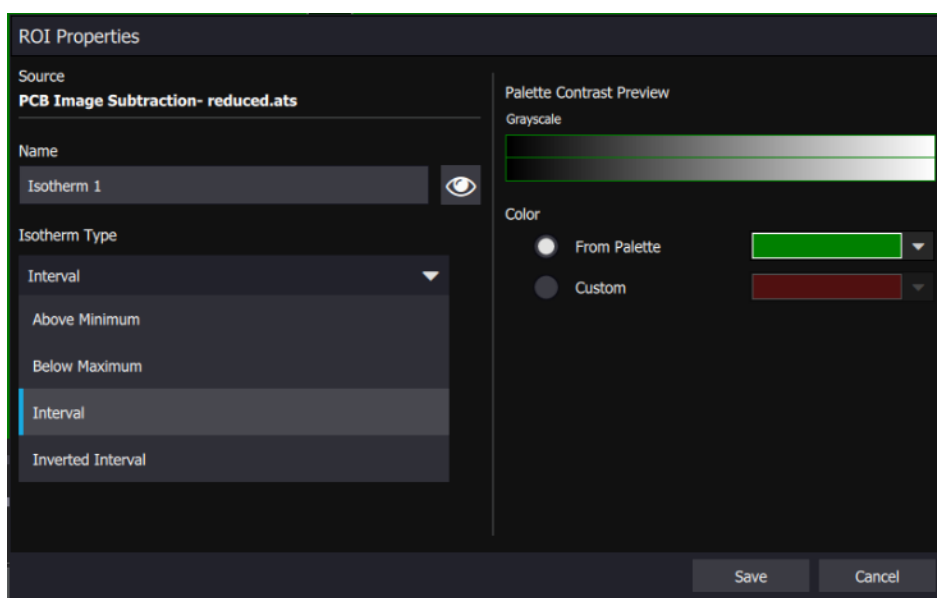 ROI Properties
Source
PCB Image Subtraction- reduced.ats
Name
Isotherm 1
Isotherm Type
Interval
Above Minimum
Below Maximum
Interval
Inverted Interval
Palette Contrast Preview
Grayscale
Color
From Palette
Custom
Save
Cancel